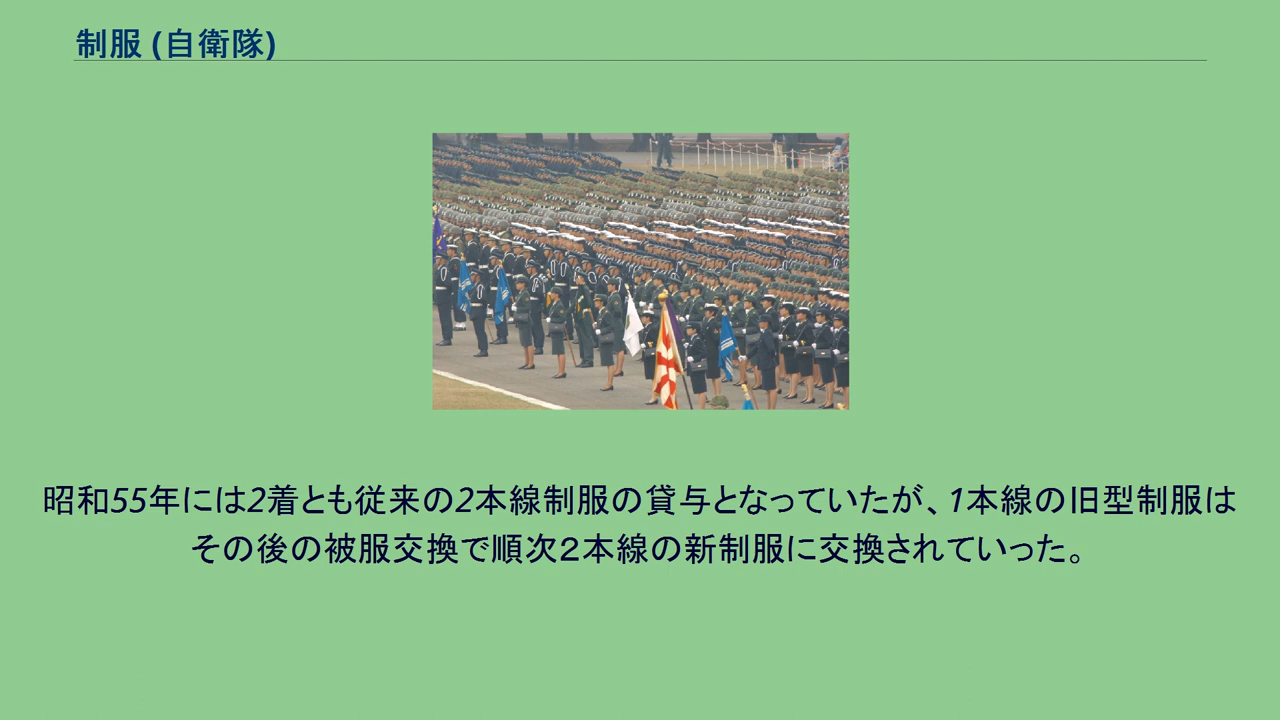 制服 (自衛隊)
昭和55年には2着とも従来の2本線制服の貸与となっていたが、1本線の旧型制服は
その後の被服交換で順次２本線の新制服に交換されていった。